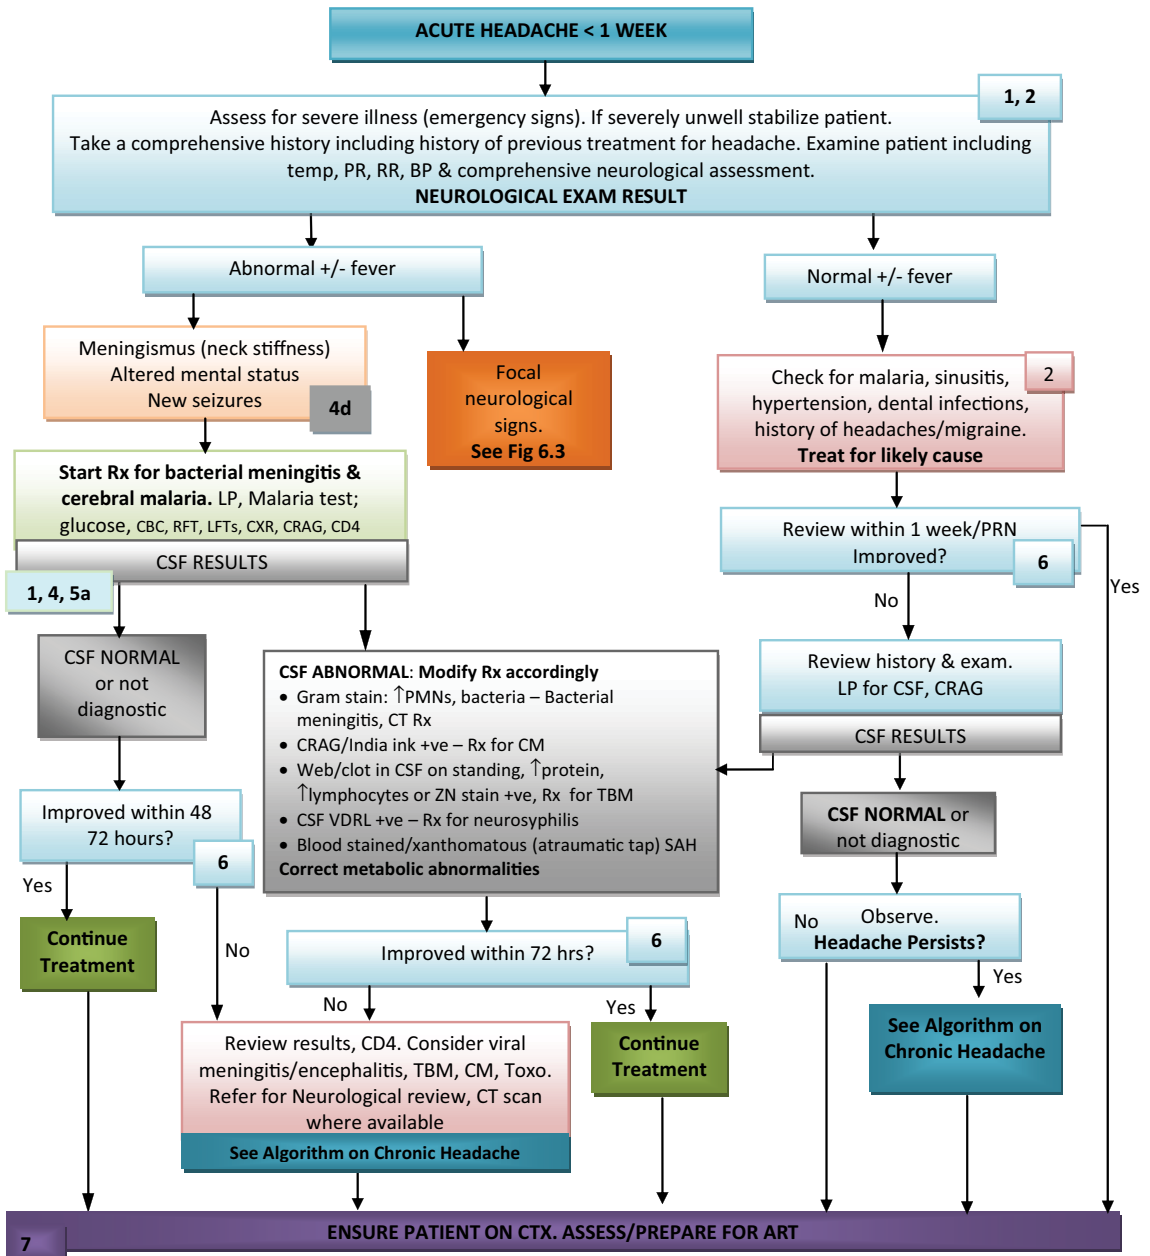 ACUTE HEADACHE < 1 WEEK
1, 2
Assess for severe illness (emergency signs). If severely unwell stabilize patient.
Take a comprehensive history including history of previous treatment for headache. Examine patient including
temp, PR, RR, BP & comprehensive neurological assessment.
NEUROLOGICAL EXAM RESULT
Abnormal +/- fever
Normal +/- fever
Meningismus (neck stiffness)
Altered mental status
New seizures
4d
Focal
neurological
signs.
See Fig 6.3
2
Check for malaria, sinusitis,
hypertension, dental infections,
history of headaches/migraine.
Treat for likely cause
Start Rx for bacterial meningitis &
cerebral malaria. LP, Malaria test;
glucose, CBC, RFT, LFTs, CXR, CRAG, CD4
CSF RESULTS
1, 4, 5a
Review within 1 week/PRN
Improved?
6
Yes
No
CSF NORMAL
or not
diagnostic
CSF ABNORMAL: Modify Rx accordingly
• Gram stain: ↑PMNs, bacteria – Bacterial
meningitis, CT Rx
• CRAG/India ink +ve – Rx for CM
• Web/clot in CSF on standing, ↑protein,
↑lymphocytes or ZN stain +ve, Rx for TBM
• CSF VDRL +ve – Rx for neurosyphilis
• Blood stained/xanthomatous (atraumatic tap) SAH
Correct metabolic abnormalities
Review history & exam.
LP for CSF, CRAG
CSF RESULTS
CSF NORMAL or
not diagnostic
Improved within 48
72 hours?
6
Yes
No
Continue
Treatment
Improved within 72 hrs?
6
No
Yes
No
Observe.
Headache Persists?
Yes
Review results, CD4. Consider viral
meningitis/encephalitis, TBM, CM, Toxo.
Refer for Neurological review, CT scan
where available
See Algorithm on Chronic Headache
Continue
Treatment
See Algorithm on
Chronic Headache
7
ENSURE PATIENT ON CTX. ASSESS/PREPARE FOR ART